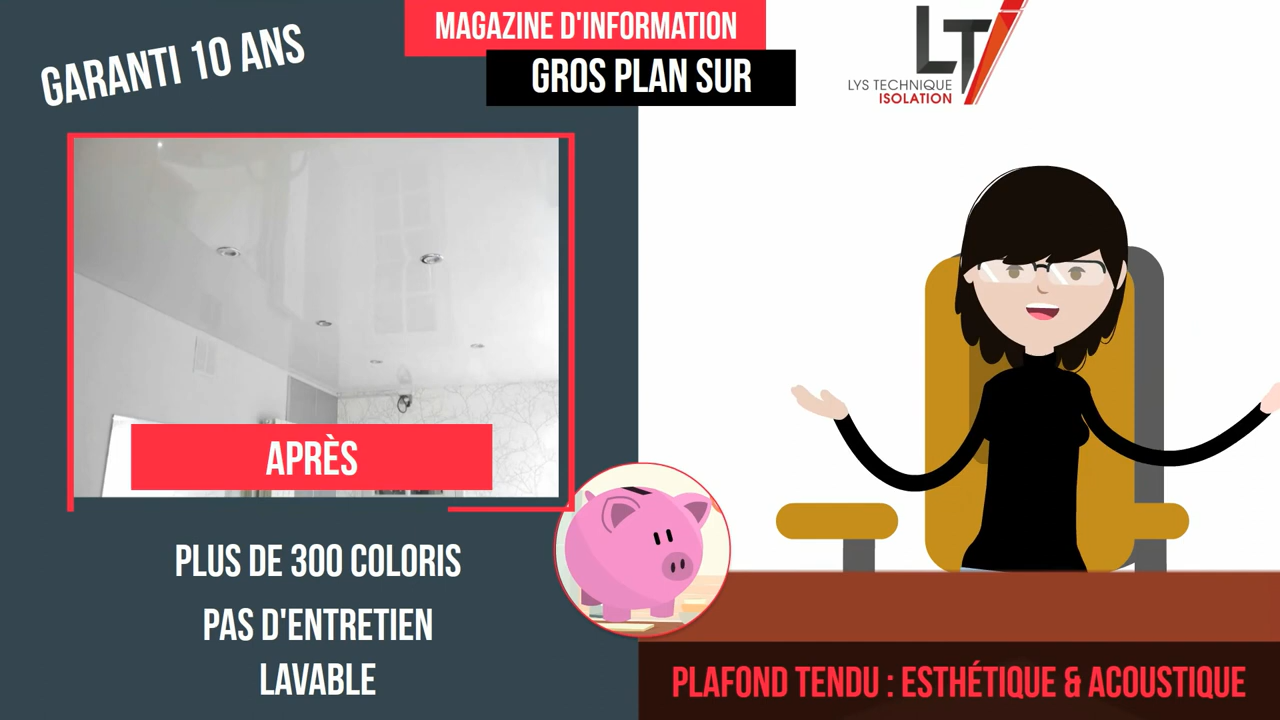 GARANTI 10 ANS
MAGAZINE D'INFORMATION
GROS PLAN SUR
LT
LYS TECHNIQUE
ISOLATION
APRÈS
PLUS DE 300 COLORIS
PAS D'ENTRETIEN
LAVABLE
PLAFOND TENDU : ESTHÉTIQUE & ACOUSTIQUE